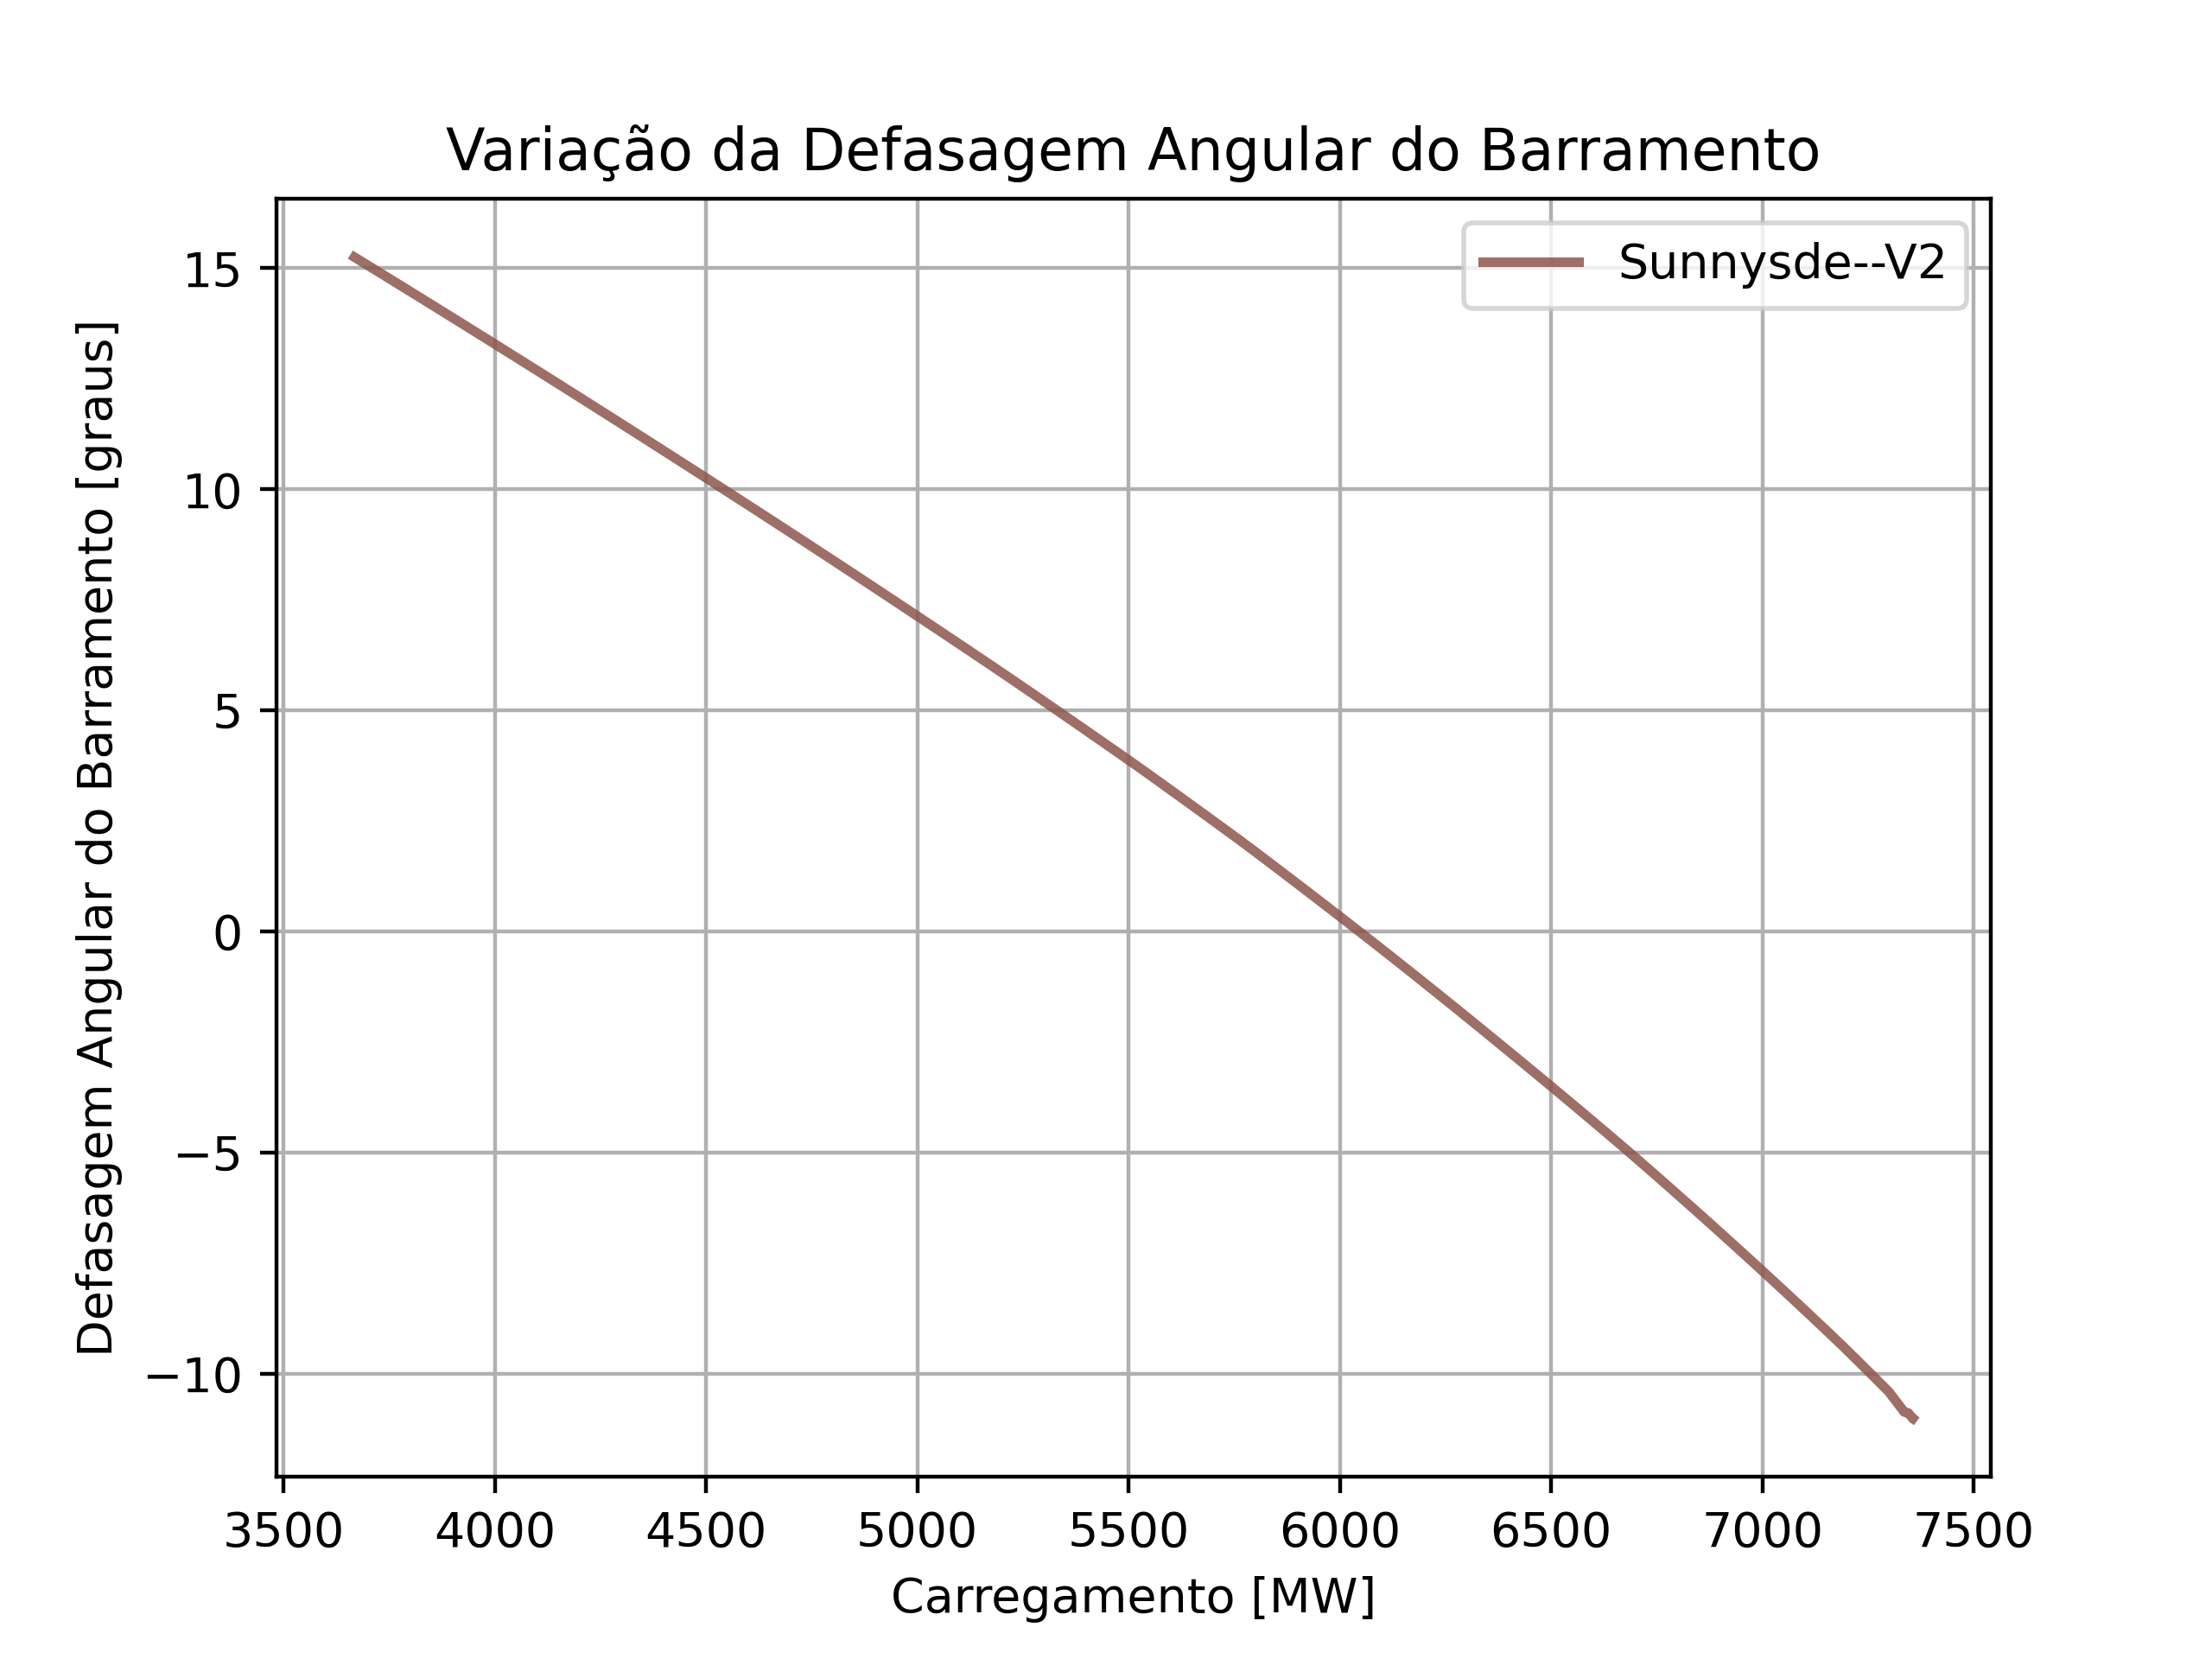 Variação da Defasagem Angular do Barramento
Sunnysde--V2
Defasagem Angular do Barramento [graus]
15
10
5
0
−5
−10
3500 4000 4500 5000 5500 6000 6500 7000 7500
Carregamento [MW]